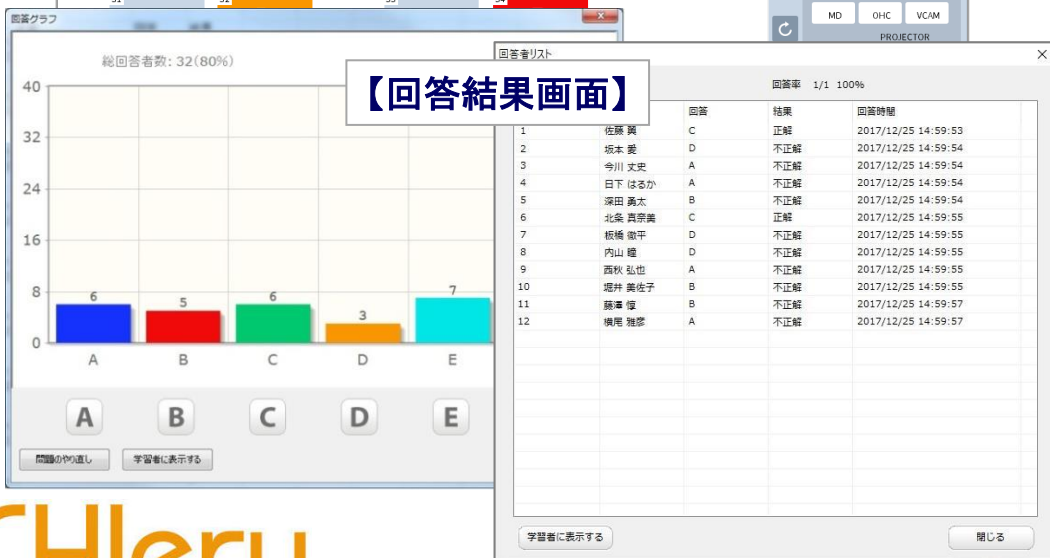 31 32 33 34
MD OHC VCAM
PROJECTOR
回答グラフ
総回答者数: 32(80%)
【回答結果画面】
40
32
24
16
8
0
6 5 6 3 7
A B C D E
A B C D E
問題のやり直し 学習者に表示する
回答者リスト
回答率 1/1 100%
回答 結果 回答時間
1 佐藤 奠 C 正解 2017/12/25 14:59:53
2 坂本 愛 D 不正解 2017/12/25 14:59:54
3 今川 丈史 A 不正解 2017/12/25 14:59:54
4 日下 はるか A 不正解 2017/12/25 14:59:54
5 深田 勇太 B 不正解 2017/12/25 14:59:54
6 北条 真奈美 C 正解 2017/12/25 14:59:55
7 板橋 徹平 D 不正解 2017/12/25 14:59:55
8 内山 瞳 D 不正解 2017/12/25 14:59:55
9 西秋 弘也 A 不正解 2017/12/25 14:59:55
10 堀井 美佐子 B 不正解 2017/12/25 14:59:55
11 藤澤 惇 B 不正解 2017/12/25 14:59:57
12 横尾 雅彦 A 不正解 2017/12/25 14:59:57
学習者に表示する 閉じる